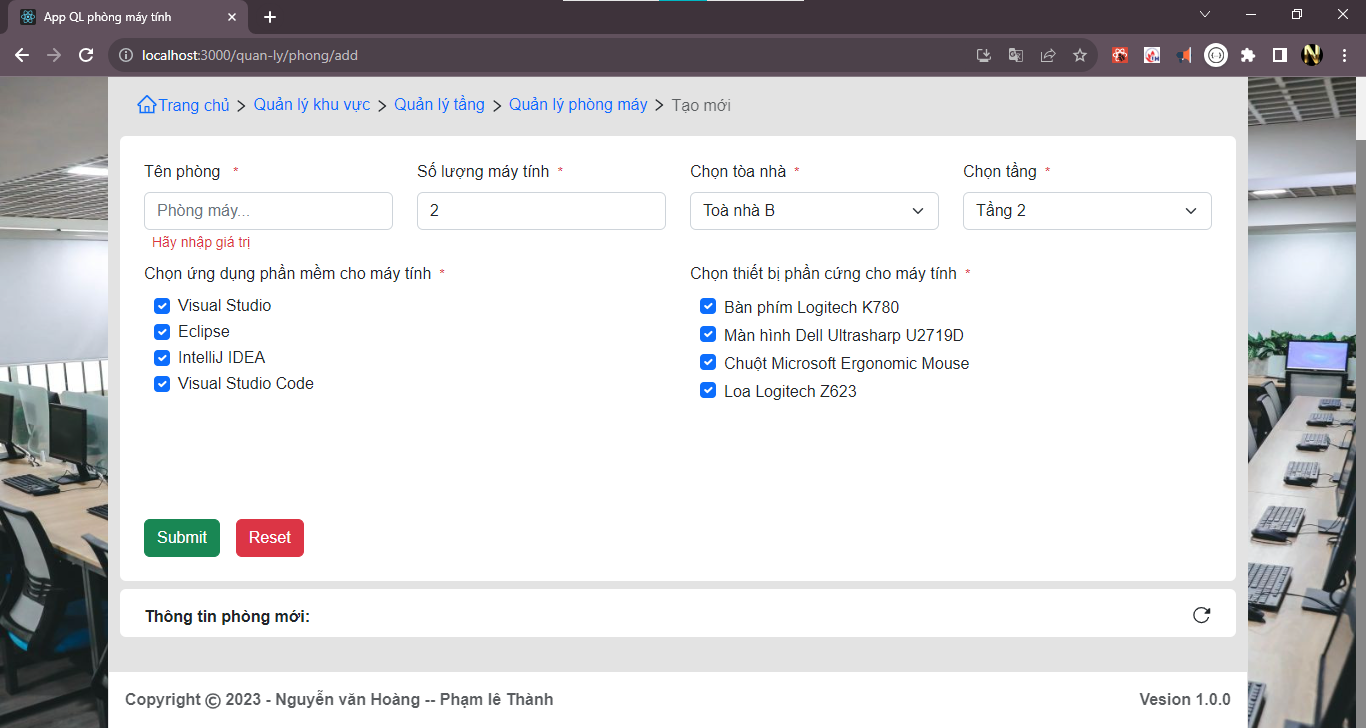 App QL phòng máy tính
localhost:3000/quan-ly/phong/add
Trang chủ > Quản lý khu vực > Quản lý tầng > Quản lý phòng máy > Tạo mới
Tên phòng * Số lượng máy tính * Chọn tòa nhà * Chọn tầng *
Phòng máy... 2 Toà nhà B Tầng 2
Hãy nhập giá trị
Chọn ứng dụng phần mềm cho máy tính *
Visual Studio
Eclipse
IntelliJ IDEA
Visual Studio Code
Chọn thiết bị phần cứng cho máy tính *
Bàn phím Logitech K780
Màn hình Dell Ultrasharp U2719D
Chuột Microsoft Ergonomic Mouse
Loa Logitech Z623
Submit Reset
Thông tin phòng mới:
Copyright © 2023 - Nguyễn văn Hoàng -- Phạm lê Thành Vesion 1.0.0